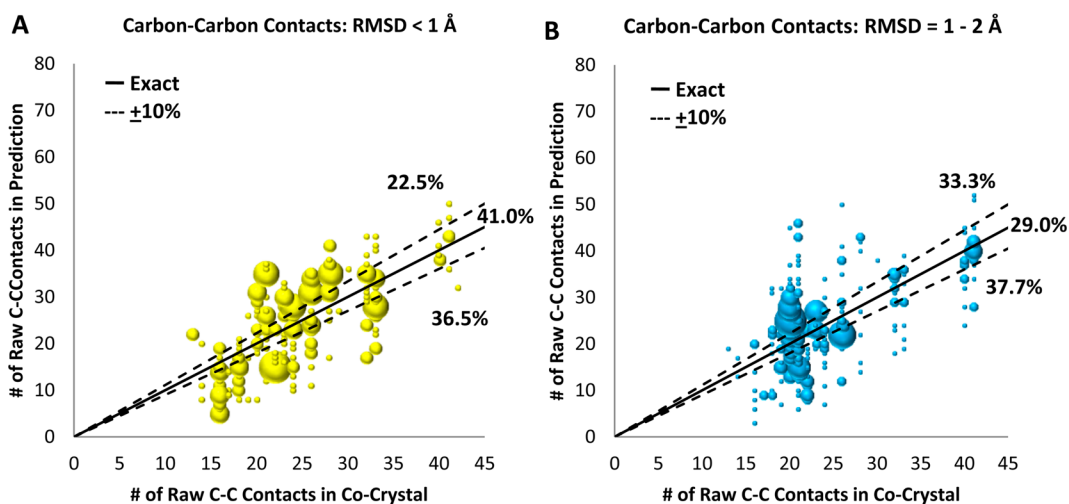 A
Carbon-Carbon Contacts: RMSD < 1 Å
# of Raw C-CContacts in Prediction
80
70
60
50
40
30
20
10
0
Exact
±10%
22.5%
41.0%
36.5%
0 5 10 15 20 25 30 35 40 45
# of Raw C-C Contacts in Co-Crystal
B
Carbon-Carbon Contacts: RMSD = 1 - 2 Å
# of Raw C-C Contacts in Prediction
80
70
60
50
40
30
20
10
0
Exact
±10%
33.3%
29.0%
37.7%
0 5 10 15 20 25 30 35 40 45
# of Raw C-C Contacts in Co-Crystal